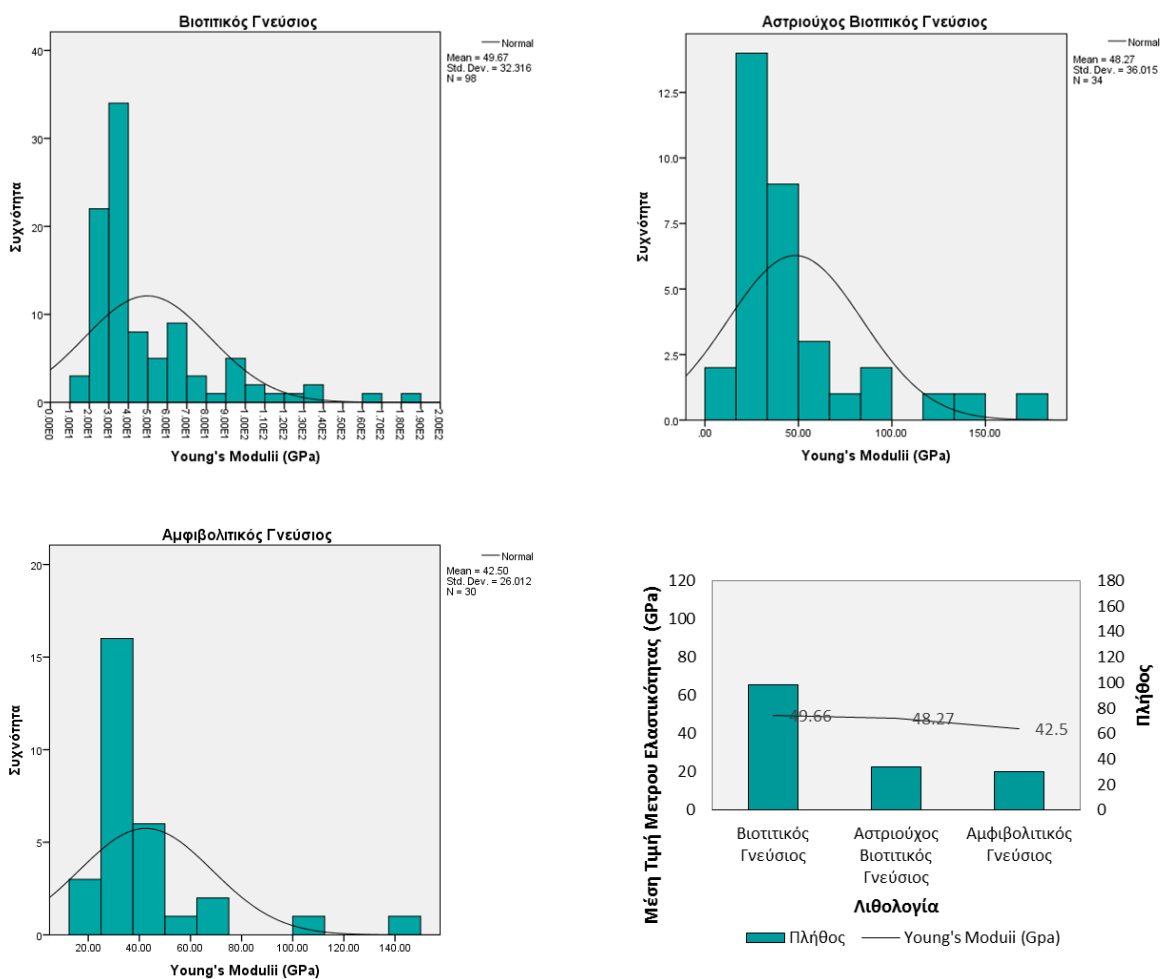 Βιοτιτικός Γνεύσιος
Normal
Mean = 49.67
Std. Dev. = 32.316
N = 98
40
30
20
10
0
Συχνότητα
0.00E0 1.00E1 2.00E1 3.00E1 4.00E1 5.00E1 6.00E1 7.00E1 8.00E1 9.00E1 1.00E2 1.10E2 1.20E2 1.30E2 1.40E2 1.50E2 1.60E2 1.70E2 1.80E2 1.90E2 2.00E2
Young's Modulii (GPa)
Αστριούχος Βιοτιτικός Γνεύσιος
Normal
Mean = 48.27
Std. Dev. = 36.015
N = 34
12.5
10.0
7.5
5.0
2.5
0.0
Συχνότητα
.00 50.00 100.00 150.00
Young's Modulii (GPa)
Αμφιβολιτικός Γνεύσιος
Normal
Mean = 42.50
Std. Dev. = 26.012
N = 30
20
15
10
5
0
Συχνότητα
20.00 40.00 60.00 80.00 100.00 120.00 140.00
Young's Modulii (GPa)
Μέση Τιμή Μετρου Ελαστικότητας (GPa)
120
100
80
60
40
20
0
49.66 48.27 42.5
180
160
140
120
100
80
60
40
20
0
Πλήθος
Βιοτιτικός Αστριούχος Αμφιβολιτικός
Γνεύσιος Βιοτιτικός Γνεύσιος
Γνεύσιος
Λιθολογία
Πλήθος Young's Moduii (Gpa)